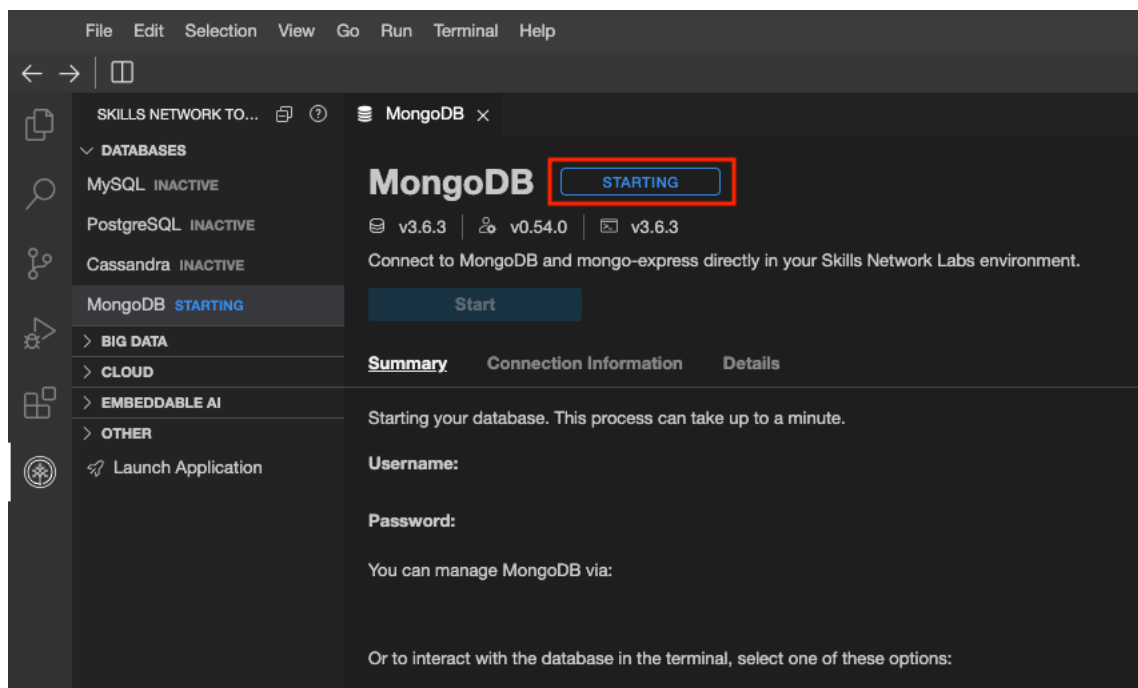 File Edit Selection View Go Run Terminal Help
SKILLS NETWORK TO...
MongoDB
DATABASES
MySQL INACTIVE
PostgreSQL INACTIVE
Cassandra INACTIVE
MongoDB STARTING
BIG DATA
CLOUD
EMBEDDABLE AI
OTHER
Launch Application
MongoDB STARTING
v3.6.3 v0.54.0 v3.6.3
Connect to MongoDB and mongo-express directly in your Skills Network Labs environment.
Start
Summary Connection Information Details
Starting your database. This process can take up to a minute.
Username:
Password:
You can manage MongoDB via:
Or to interact with the database in the terminal, select one of these options: